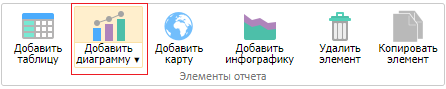 Добавить таблицу
Добавить диаграмму ▾
Добавить карту
Добавить инфографику
Удалить элемент
Копировать элемент
Элементы отчета